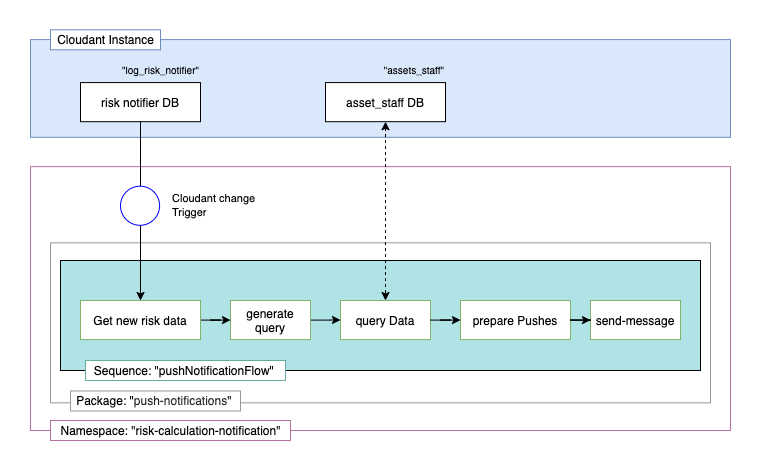 Cloudant Instance
"log_risk_notifier"
"assets_staff"
risk notifier DB
asset_staff DB
Cloudant change
Trigger
Get new risk data
generate
query
query Data
prepare Pushes
send-message
Sequence: "pushNotificationFlow"
Package: "push-notifications"
Namespace: "risk-calculation-notification"